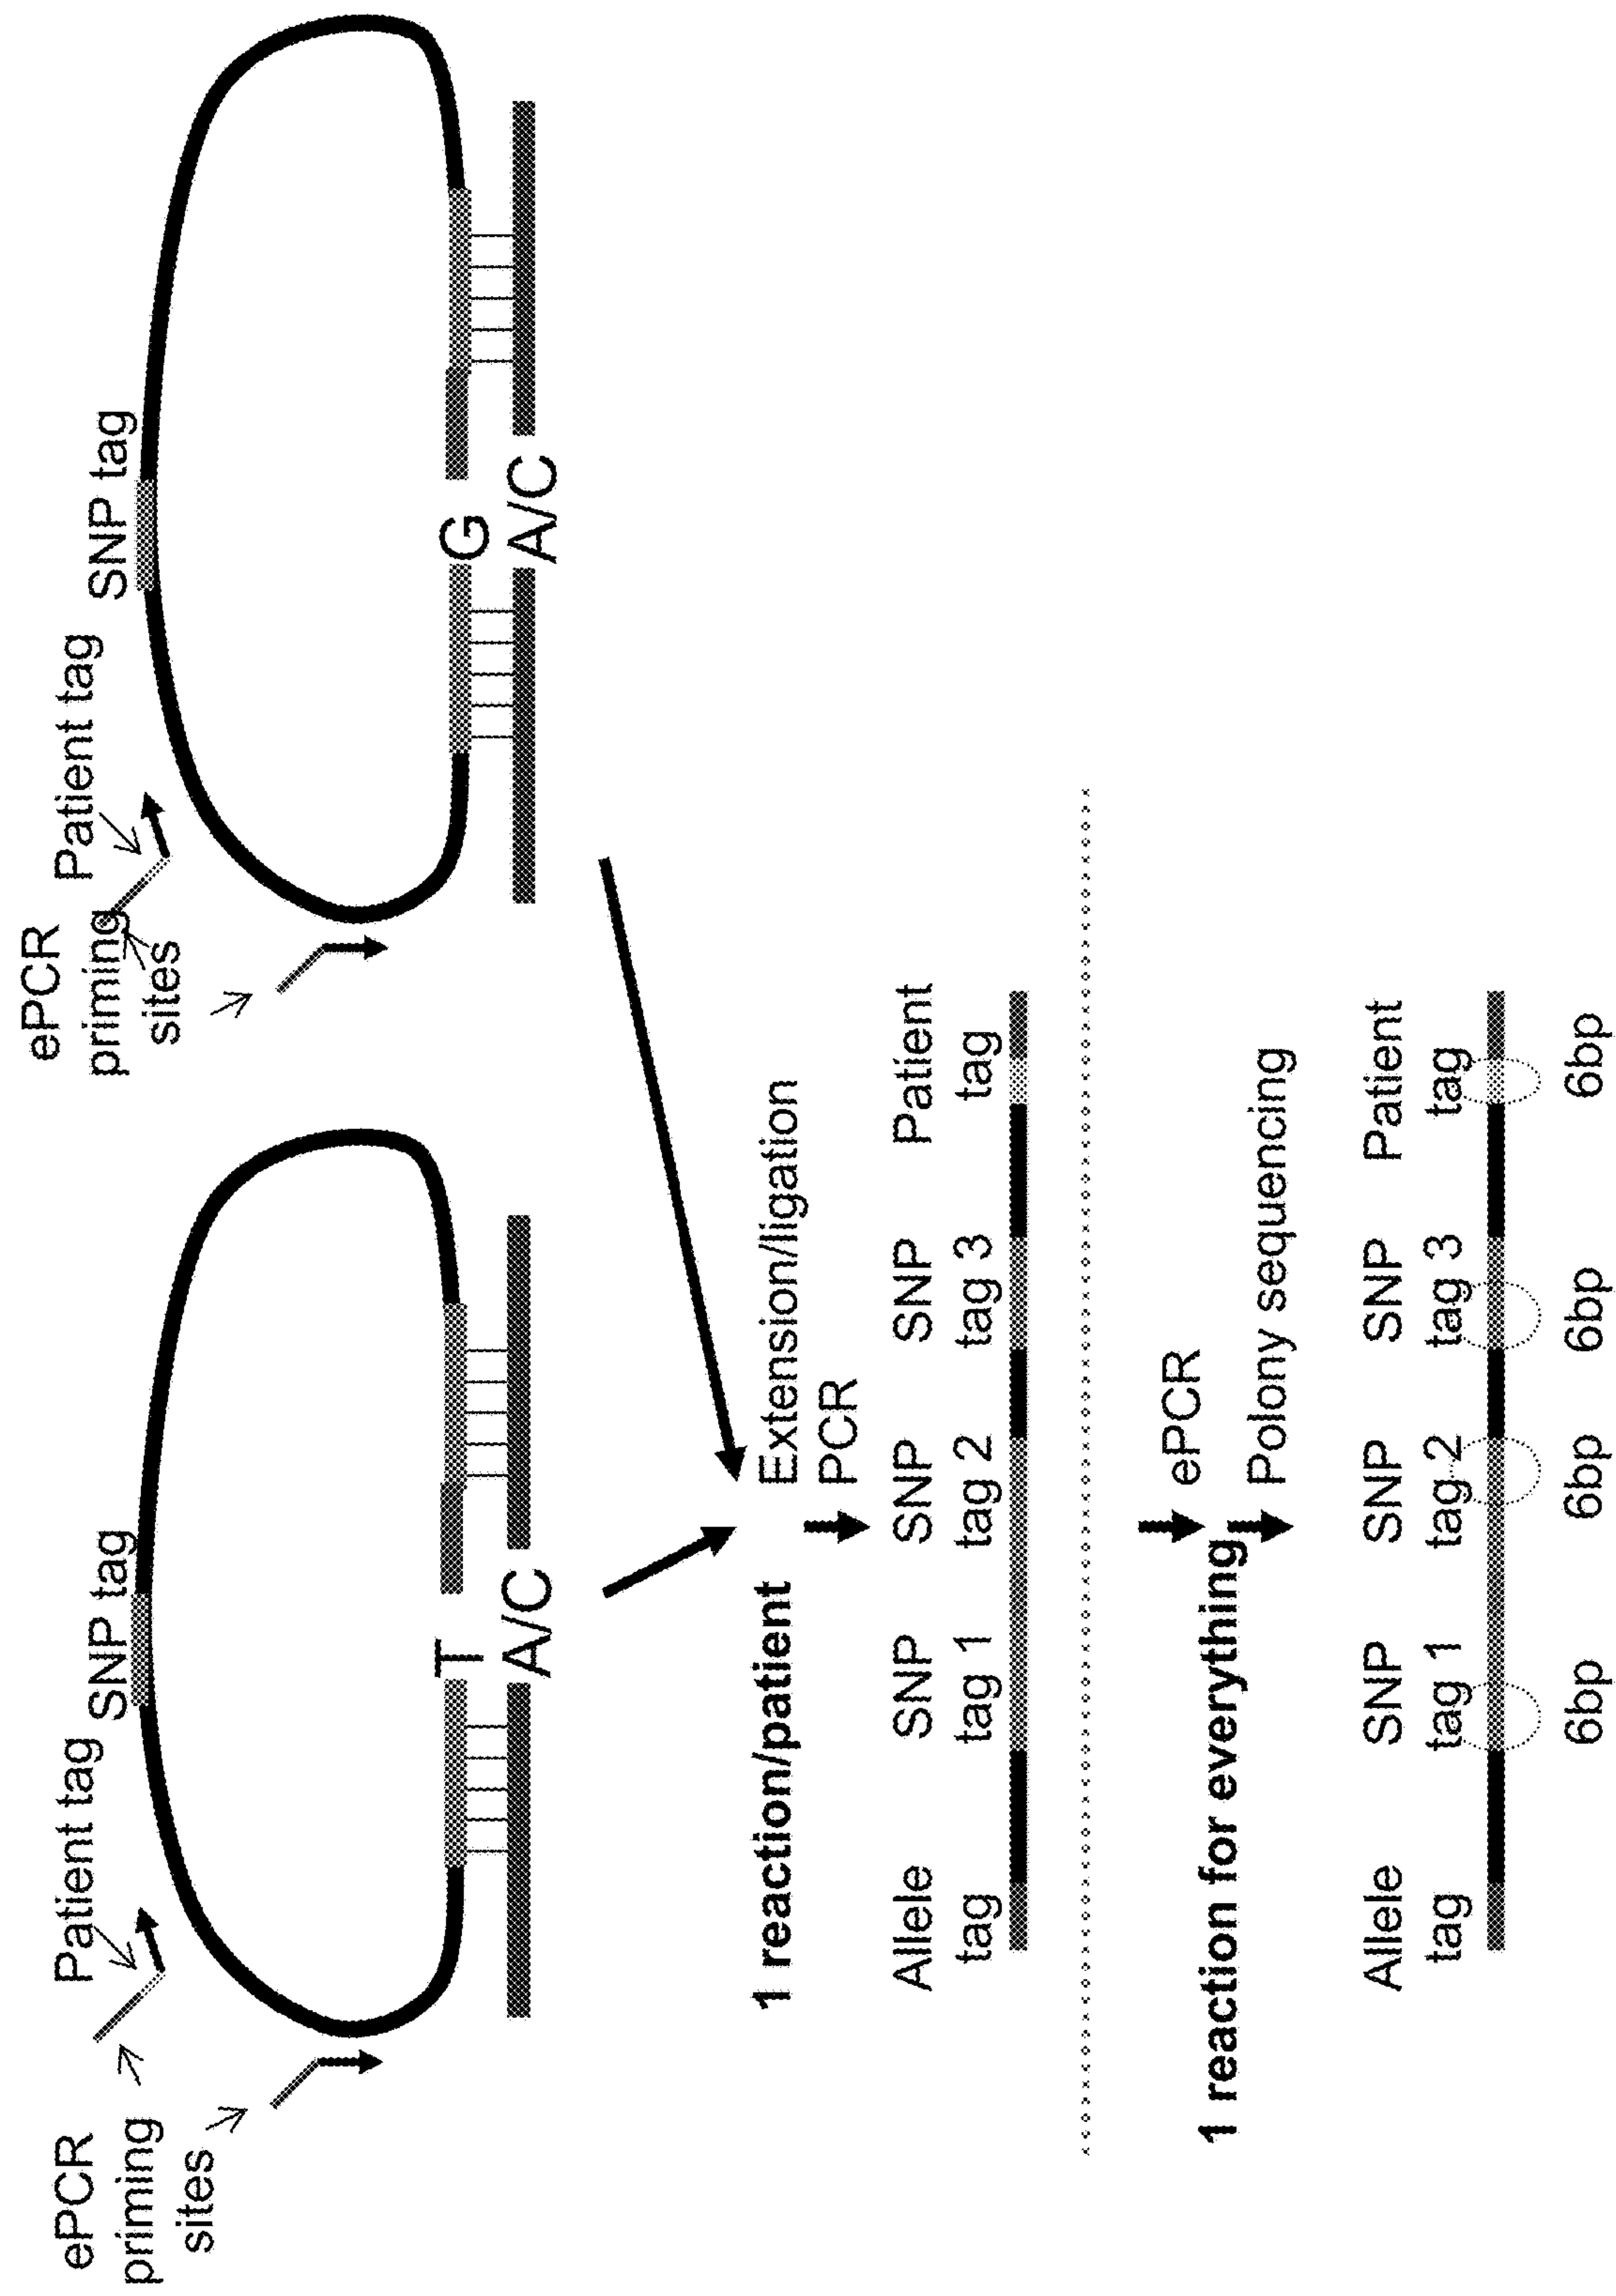 ePCR
priming
sites
Patient tag
SNP tag
T
A/C
ePCR
priming
sites
Patient tag
SNP tag
G
A/C
1 reaction/patient
Extension/ligation
PCR
Allele
tag
SNP
tag 1
SNP
tag 2
SNP
tag 3
Patient
tag
1 reaction for everything
ePCR
Polony sequencing
Allele
tag
SNP
tag 1
SNP
tag 2
SNP
tag 3
Patient
tag
6bp
6bp
6bp
6bp